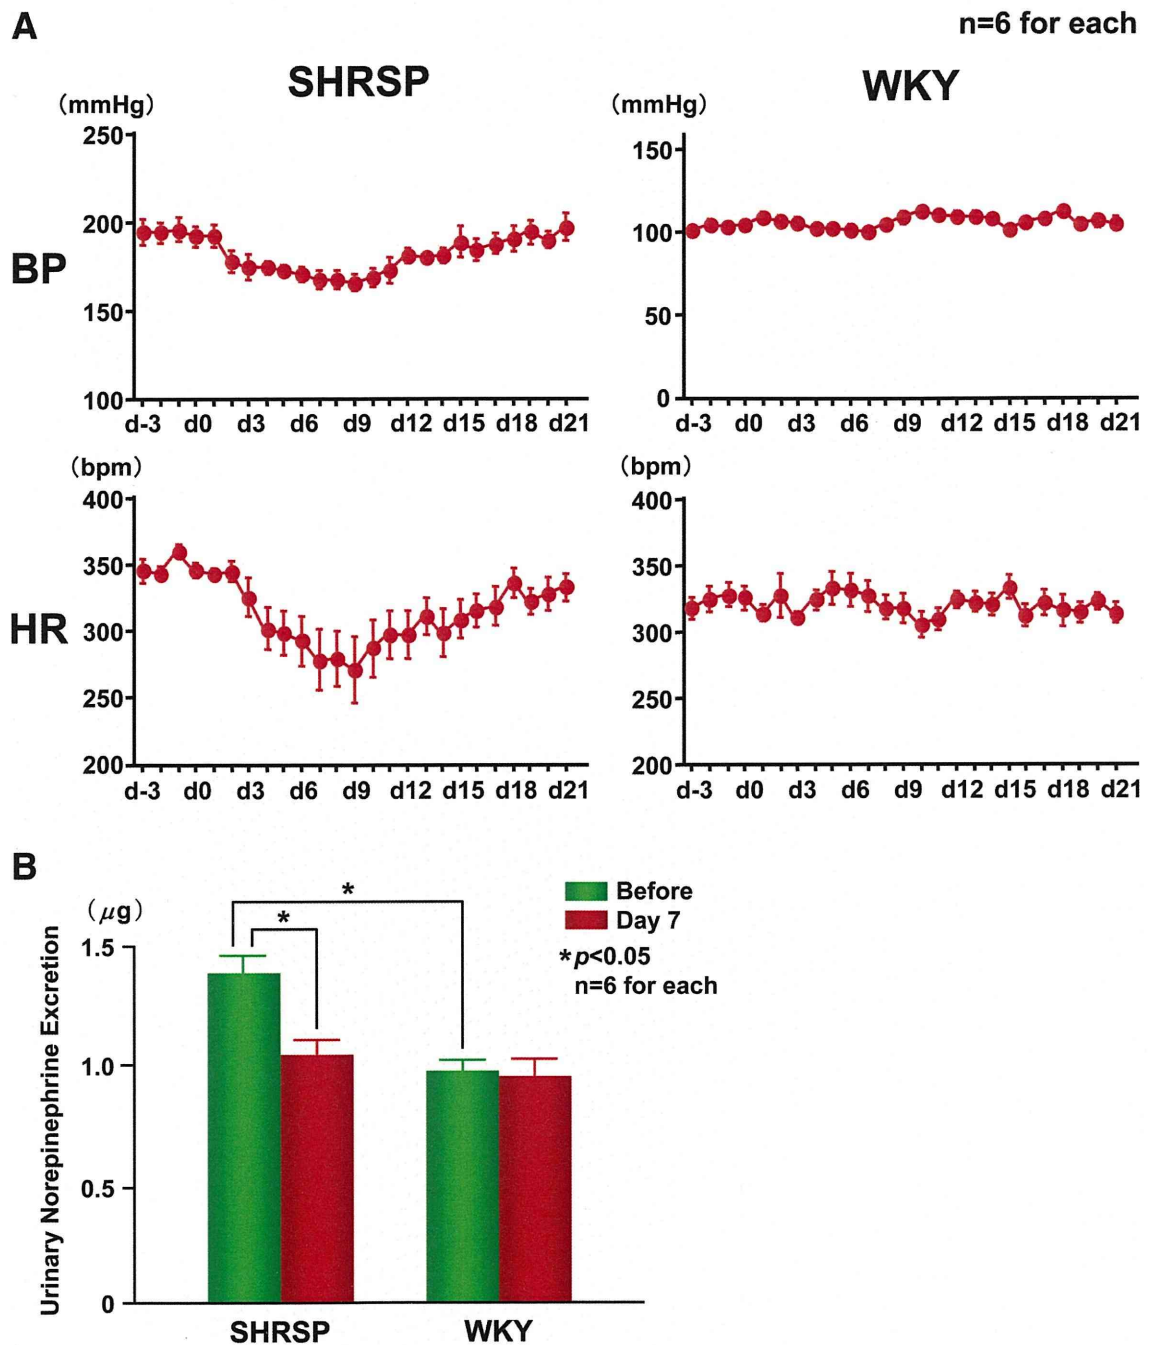 A
n=6 for each
SHRSP
WKY
(mmHg)
250
200
150
100
BP
d-3 d0 d3 d6 d9 d12 d15 d18 d21
(mmHg)
150
100
50
0
d-3 d0 d3 d6 d9 d12 d15 d18 d21
(bpm)
400
350
300
250
200
HR
d-3 d0 d3 d6 d9 d12 d15 d18 d21
(bpm)
400
350
300
250
200
d-3 d0 d3 d6 d9 d12 d15 d18 d21
B
(μg)
Urinary Norepinephrine Excretion
1.5
1.0
0.5
0
*
*
Before
Day 7
*p<0.05
n=6 for each
SHRSP
WKY